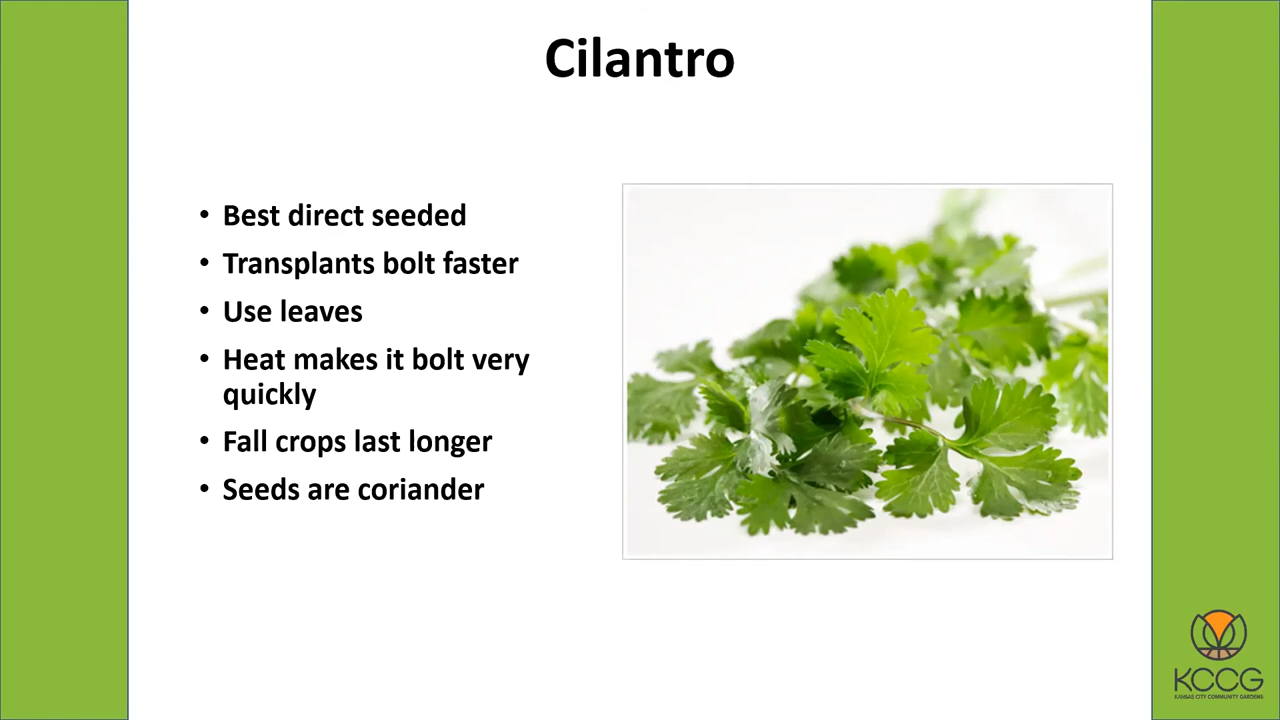 Cilantro
• Best direct seeded
• Transplants bolt faster
• Use leaves
• Heat makes it bolt very
quickly
• Fall crops last longer
• Seeds are coriander
KCCG
KANSAS CITY COMMUNITY GARDENS